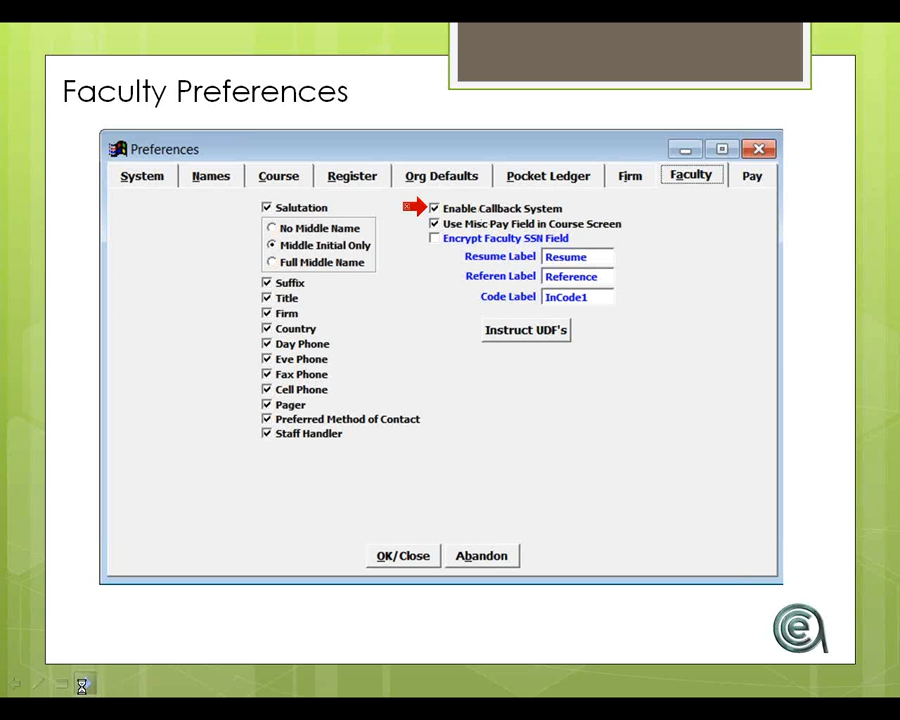 Faculty Preferences
Preferences
System Names Course Register Org Defaults Pocket Ledger Firm Faculty Pay
Salutation
No Middle Name
Middle Initial Only
Full Middle Name
Suffix
Title
Firm
Country
Day Phone
Eve Phone
Fax Phone
Cell Phone
Pager
Preferred Method of Contact
Staff Handler
Enable Callback System
Use Misc Pay Field in Course Screen
Encrypt Faculty SSN Field
Resume Label Resume
Referen Label Reference
Code Label InCode1
Instruct UDF's
OK/Close Abandon